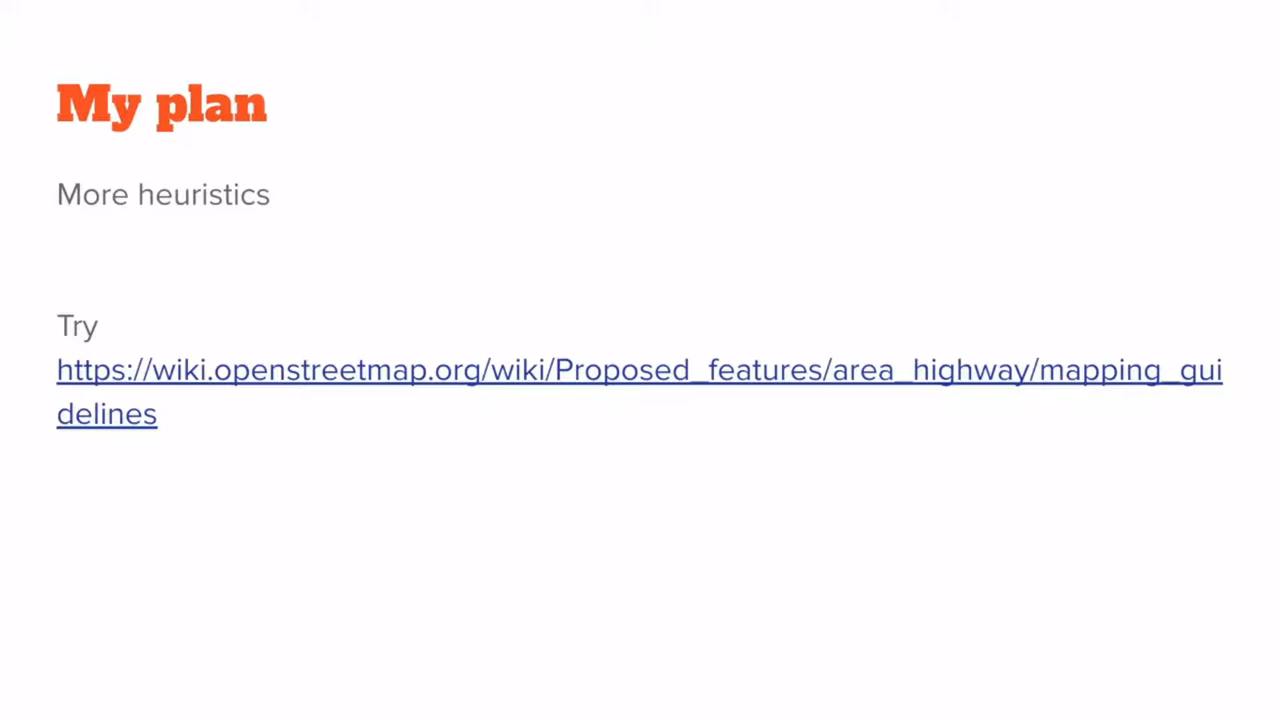 My plan
More heuristics
Try
https://wiki.openstreetmap.org/wiki/Proposed_features/area_highway/mapping_gui
delines